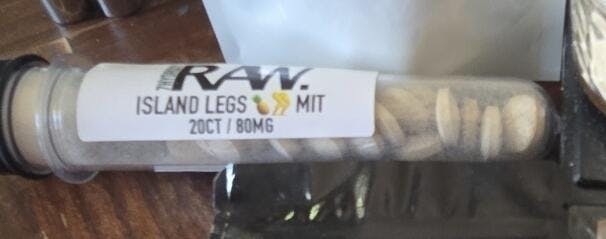 RAW.
ISLAND LEGS 🍍🦵 MIT
20CT / 80MG